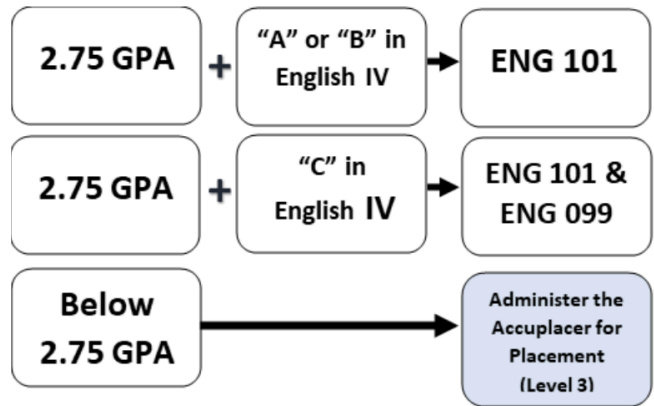 2.75 GPA + "A" or "B" in
English IV
ENG 101
2.75 GPA + "C" in
English IV
ENG 101 &
ENG 099
Below
2.75 GPA
Administer the
Accuplacer for
Placement
(Level 3)